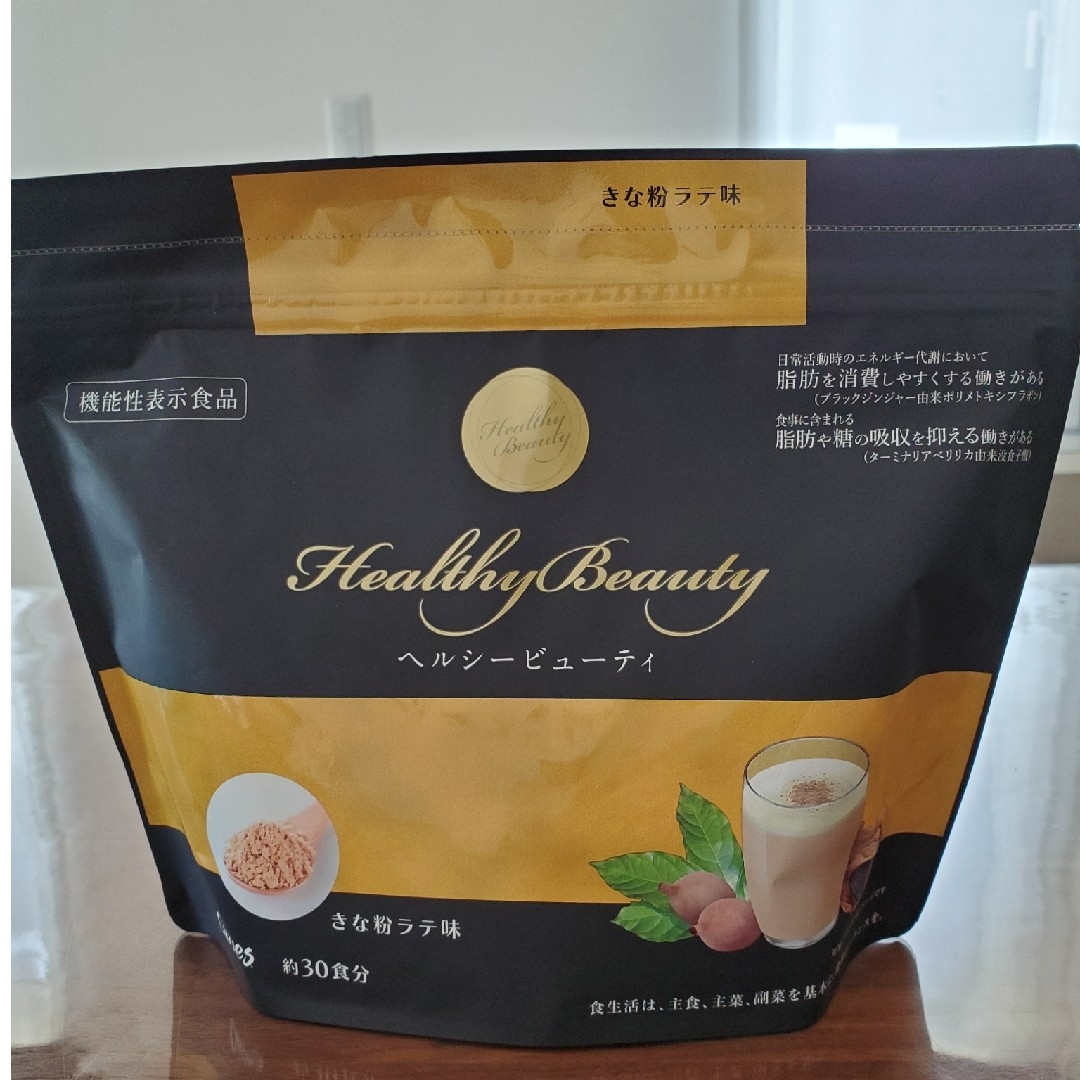 きな粉ラテ味
機能性表示食品
日常活動時のエネルギー代謝において
脂肪を消費しやすくする働きがある
(ブラックジンジャー由来ポリメトキシフラボン)
食事に含まれる
脂肪や糖の吸収を抑える働きがある
(ターミナリアベリリカ由来没食子酸)
Healthy
Beauty
Healthy Beauty
ヘルシービューティ
きな粉ラテ味
約30食分
食生活は、主食、主菜、副菜を基本